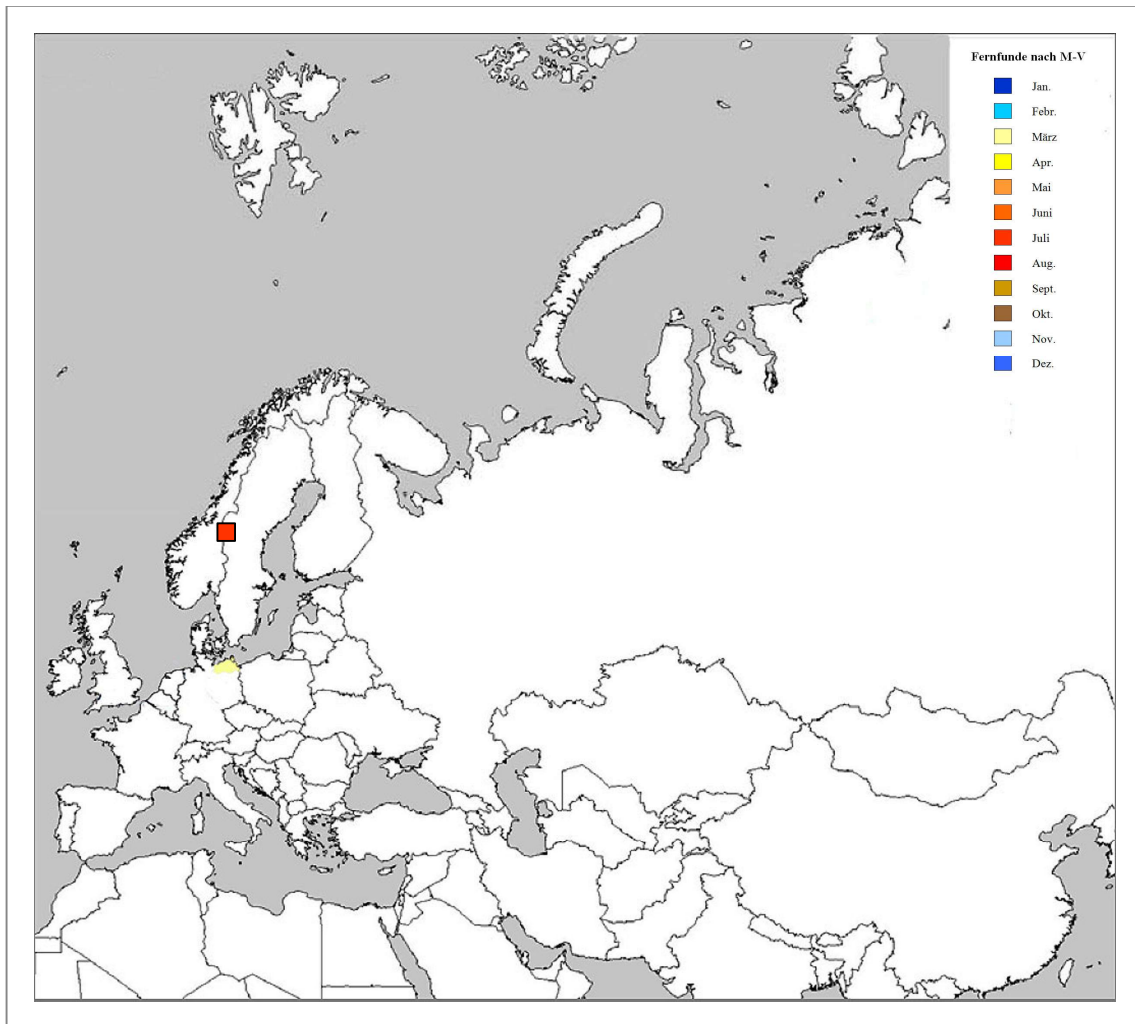 Fernfunde nach M-V
Jan.
Febr.
März
Apr.
Mai
Juni
Juli
Aug.
Sept.
Okt.
Nov.
Dez.